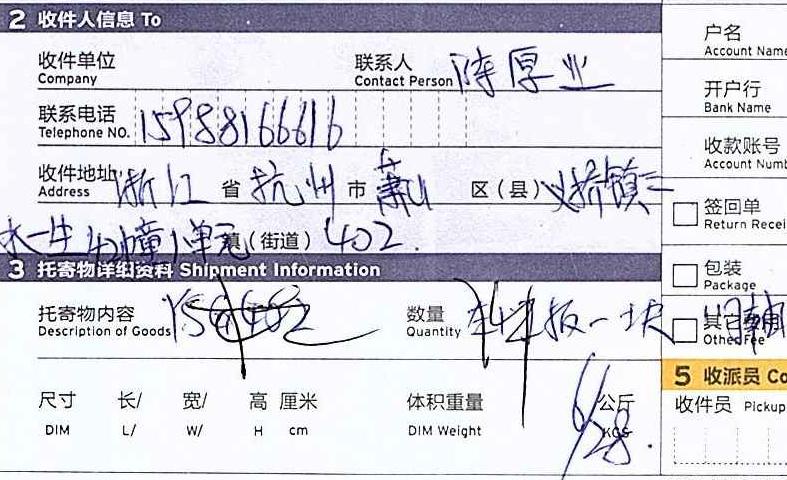 2 收件人信息 To
收件单位 联系人 陈厚业
Company Contact Person
户名
Account Name
联系电话 15988166616
Telephone NO.
开户行
Bank Name
收款账号
Account Numb
收件地址 浙江 省 杭州 市 萧山 区(县) 义桥镇三
Address
木一生 42幢1单元 镇(街道) 402
签回单
Return Recei
3 托寄物详细资料 Shipment Information
包装
Package
托寄物内容 数量 板一块
Description of Goods Quantity
其它费用
Other Fee
5 收派员 Co
尺寸 长/ 宽/ 高 厘米 体积重量 公斤
DIM L/ W/ H cm DIM Weight KGS
6/28.
收件员 Pickup